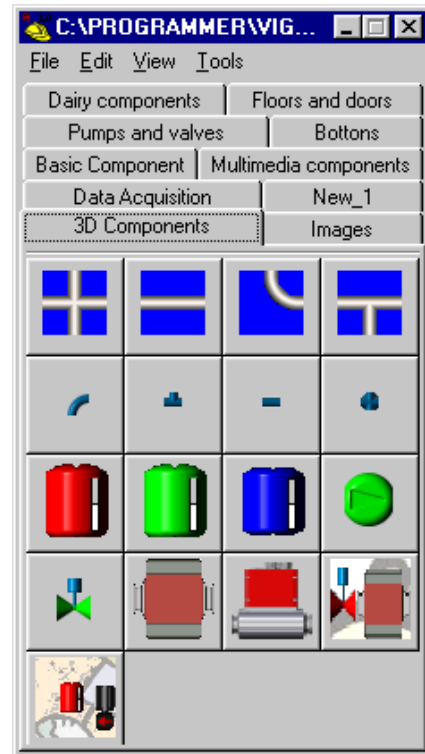 C:\PROGRAMMER\VIG...
File Edit View Tools
Dairy components Floors and doors
Pumps and valves Bottons
Basic Component Multimedia components
Data Acquisition New_1
3D Components Images